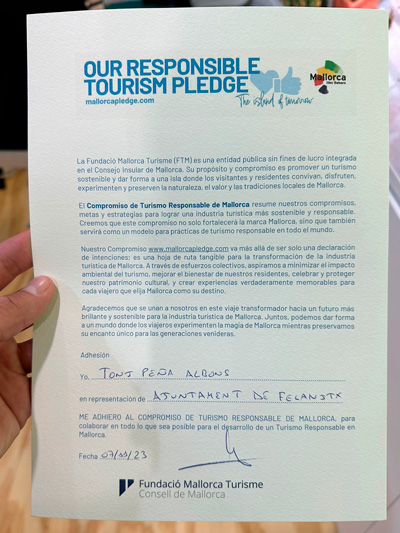 OUR RESPONSIBLE
TOURISM PLEDGE
mallorcapledge.com
The island of tomorrow
Mallorca
La Fundació Mallorca Turisme (FTM) es una entidad pública sin fines de lucro integrada
en el Consejo Insular de Mallorca. Su propósito y compromiso es promover un turismo
sostenible y dar forma a una isla donde los visitantes y residentes convivan, disfruten,
experimenten y preserven la naturaleza, el valor y las tradiciones locales de Mallorca.
El Compromiso de Turismo Responsable de Mallorca resume nuestros compromisos,
metas y estrategias para lograr una industria turística más sostenible y responsable.
Creemos que este compromiso no solo fortalecerá la marca Mallorca, sino que también
servirá como un modelo para prácticas de turismo responsable en todo el mundo.
Nuestro Compromiso www.mallorcapledge.com va más allá de ser solo una declaración
de intenciones: es una hoja de ruta tangible para la transformación de la industria
turística de Mallorca. A través de esfuerzos colectivos, aspiramos a minimizar el impacto
ambiental del turismo, mejorar el bienestar de nuestros residentes, celebrar y proteger
nuestro patrimonio cultural, y crear experiencias verdaderamente memorables para
cada viajero que elija Mallorca como su destino.
Agradecemos que se unan a nosotros en este viaje transformador hacia un futuro más
brillante y sostenible para la industria turística de Mallorca. Juntos, podemos dar forma
a un mundo donde los viajeros experimenten la magia de Mallorca mientras preservamos
su encanto único para las generaciones venideras.
Adhesión
Yo, TONI PEÑA ALBONS
en representación de AJUNTAMENT DE FELANITX
ME ADHIERO AL COMPROMISO DE TURISMO RESPONSABLE DE MALLORCA, para
colaborar en todo lo que sea posible para el desarrollo de un Turismo Responsable en
Mallorca.
Fecha 07/ /23
Fundació Mallorca Turisme
Consell de Mallorca